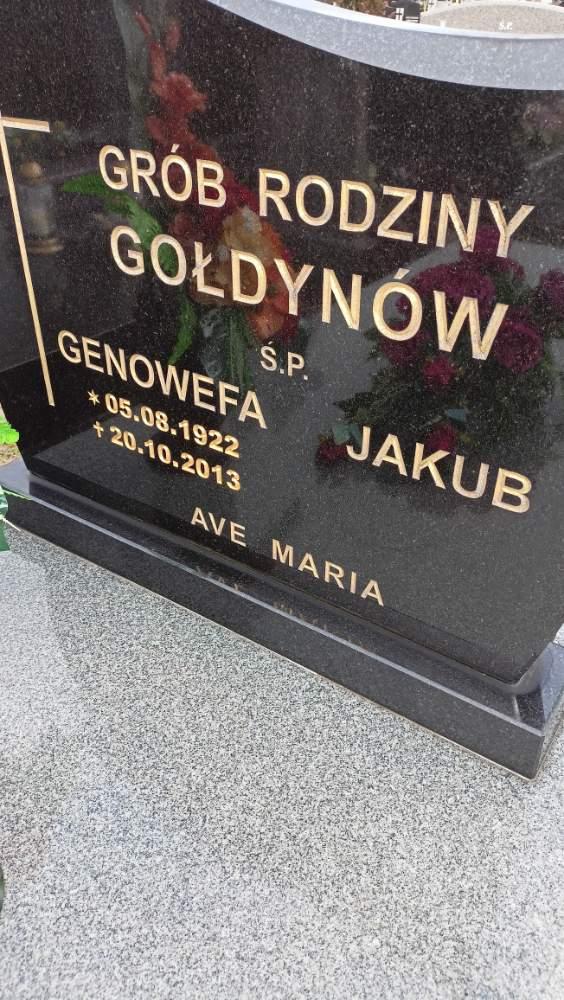 Ś.P.
GRÓB RODZINY
GOŁDYNÓW
Ś.P.
GENOWEFA JAKUB
* 05.08.1922
† 20.10.2013
AVE MARIA